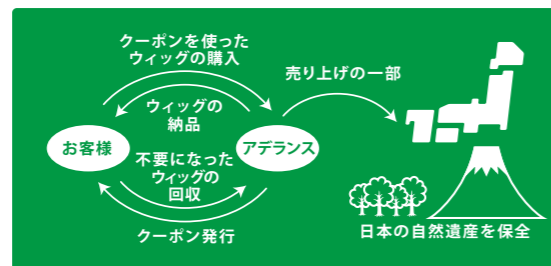 クーポンを使った
ウィッグの購入
売り上げの一部
ウィッグの
納品
お客様
アデランス
不要になった
ウィッグの
回収
クーポン発行
日本の自然遺産を保全